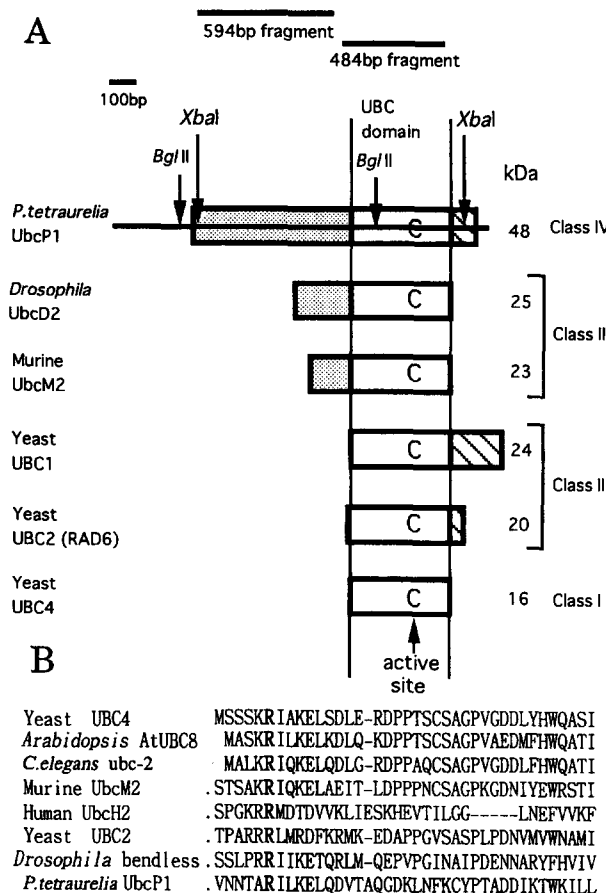 A
594bp fragment
484bp fragment
100bp
XbaI
UBC
domain
XbaI
BglII
BglII
kDa
P.tetraurelia
UbcP1
C
48
Class IV
Drosophila
UbcD2
C
25
Class III
Murine
UbcM2
C
23
Yeast
UBC1
C
24
Class II
Yeast
UBC2 (RAD6)
C
20
Yeast
UBC4
C
16
Class I
active
site
B
Yeast UBC4 MSSSKRIAKELSDLE-RDPPTSCSAGPVGDDLYHWQASI
Arabidopsis AtUBC8 MASKRILKELKDLQ-KDPPTSCSAGPVAEDMFHWQATI
C.elegans ubc-2 MALKRIQKELQDLG-RDPPAQCSAGPVGDDLFHWQATI
Murine UbcM2 .STSAKRIQKELAEIT-LDPPPNCSAGPKGDNIYEWRSTI
Human UbcH2 .SPGKRRMDTDVVKLIESKHEVTILGG-----LNEFVVKF
Yeast UBC2 .TPARRRLMRDFKRMK-EDAPPGVSASPLPDNVMVWNAMI
Drosophila bendless .SSLPRRIIKETQRLM-QEPVPGINAIPDENNARYFHVIV
P.tetraurelia UbcP1 .VNNTARILKELQDVTAQGDKLNFKCYPTADDIKTWKILL